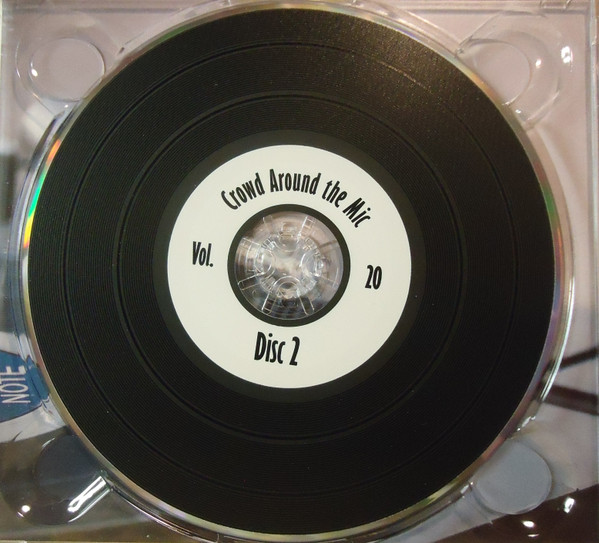 Crowd Around the Mic
Vol. 20
Disc 2
NOTE